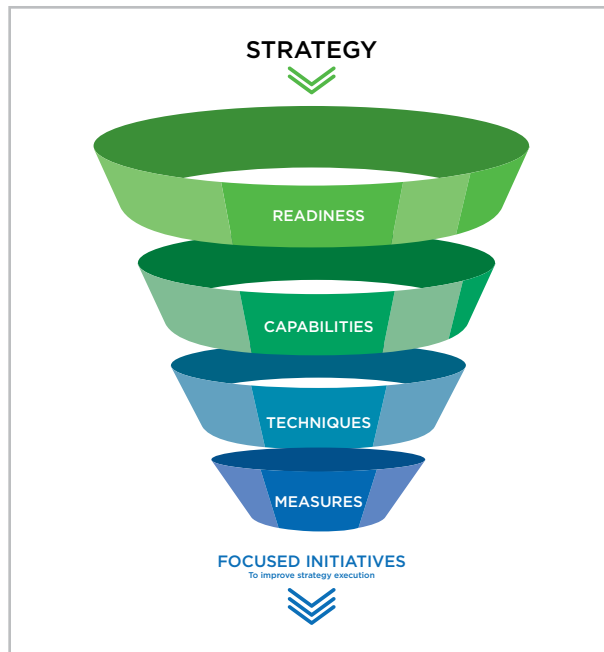 STRATEGY
READINESS
CAPABILITIES
TECHNIQUES
MEASURES
FOCUSED INITIATIVES
To improve strategy execution